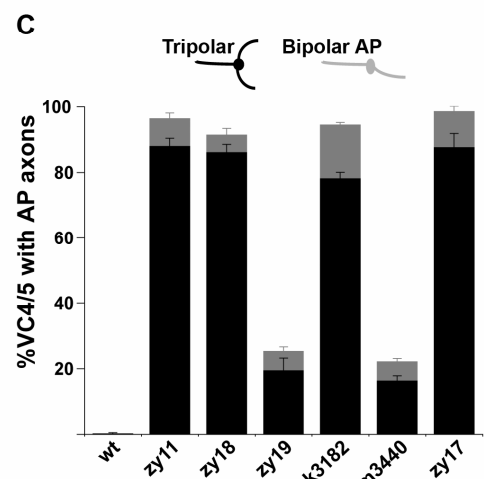 C
Tripolar
Bipolar AP
%VC4/5 with AP axons
100
80
60
40
20
wt
zy11
zy18
zy19
zy17